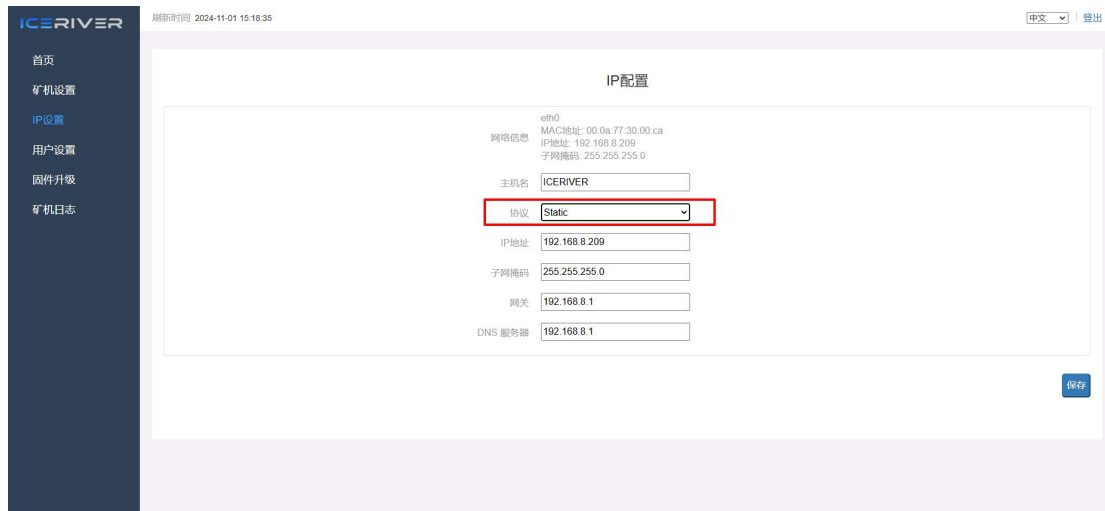 ICERIVER
刷新时间 2024-11-01 15:18:35
中文
登出
首页
矿机设置
IP设置
用户设置
固件升级
矿机日志
IP配置
网络信息
eth0
MAC地址: 00:0a:77:30:00:ca
IP地址: 192.168.8.209
子网掩码: 255.255.255.0
主机名 ICERIVER
协议 Static
IP地址 192.168.8.209
子网掩码 255.255.255.0
网关 192.168.8.1
DNS 服务器 192.168.8.1
保存